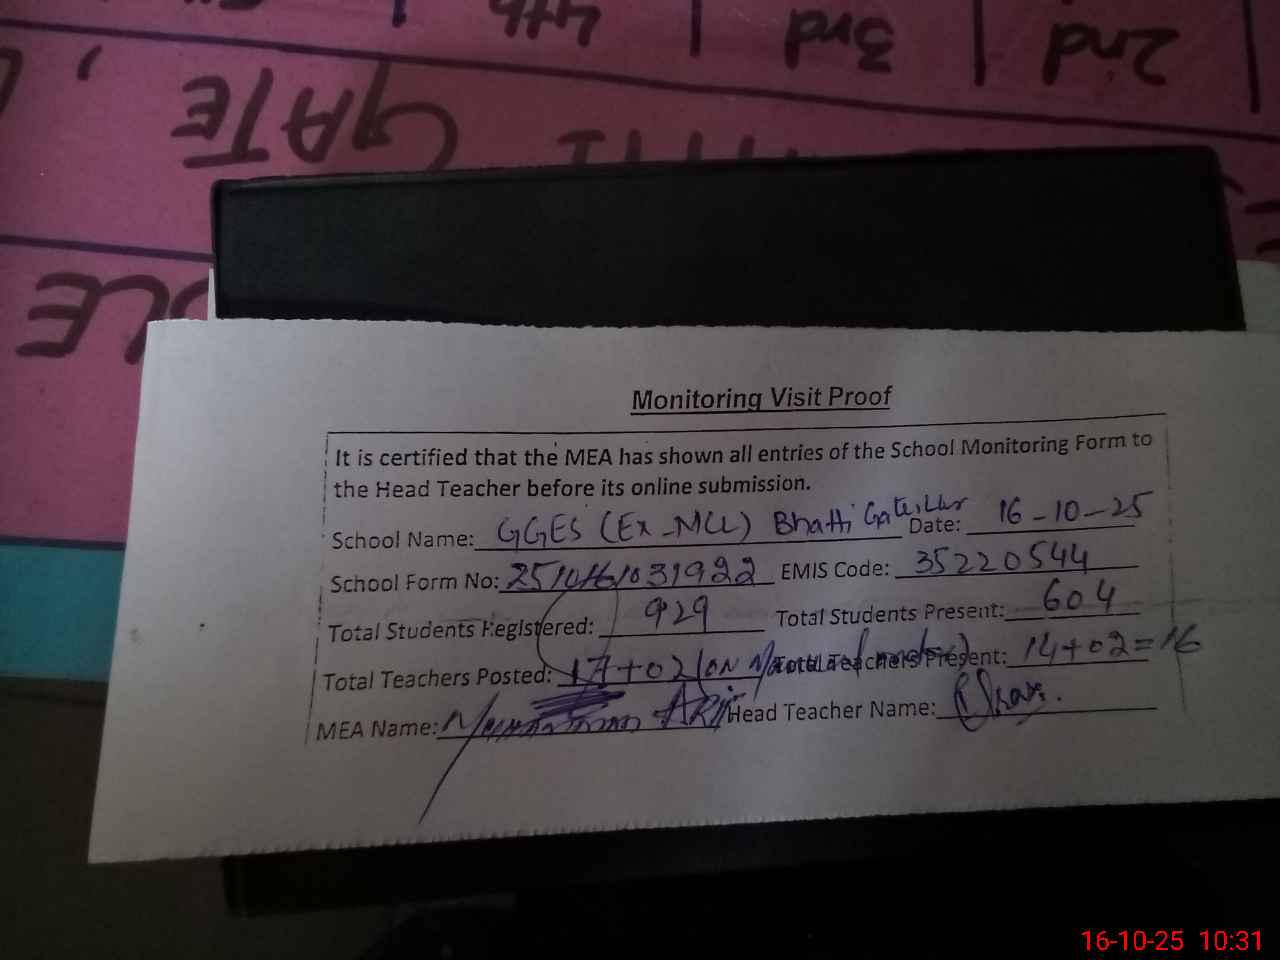 2nd | 3rd | 4th
GATE,
Monitoring Visit Proof
It is certified that the MEA has shown all entries of the School Monitoring Form to
the Head Teacher before its online submission.
School Name: GGES (Ex-MCL) Bhatti Gate, Lhr Date: 16-10-25
School Form No: EMIS Code: 35220544
Total Students Registered: 929 Total Students Present: 604
Total Teachers Posted: 17+02 (ON Total Teachers Present: 14+02=16
MEA Name: Head Teacher Name:
16-10-25 10:31